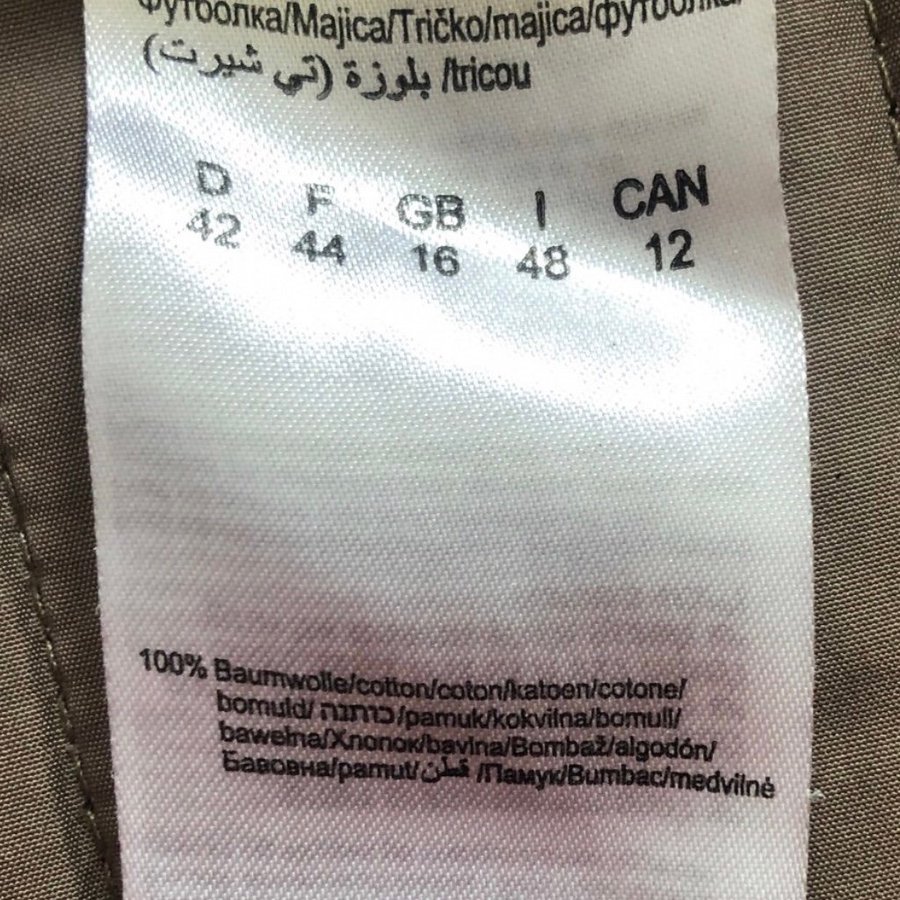 футболка/Majica/Tričko/majica/футболка/
بلوزة (تي شيرت) /tricou
D F GB I CAN
42 44 16 48 12
100% Baumwolle/cotton/coton/katoen/cotone/
bomuld/ כותנה/pamuk/kokvilna/bomull/
bawełna/Хлопок/bavlna/Bombaž/algodón/
Бавовна/pamut/قطن /Памук/Bumbac/medvilnė